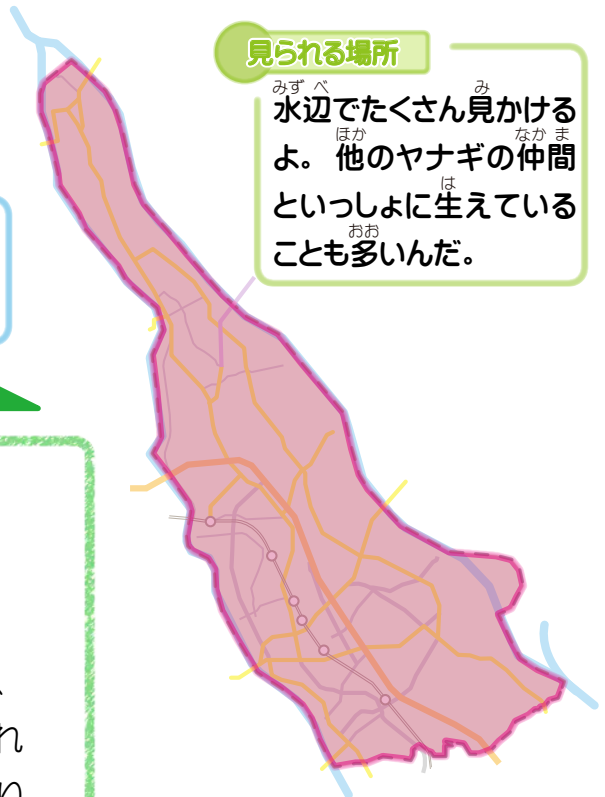 見られる場所
水辺でたくさん見かける
よ。他のヤナギの仲間
といっしょに生えている
ことも多いんだ。
、
れ
り